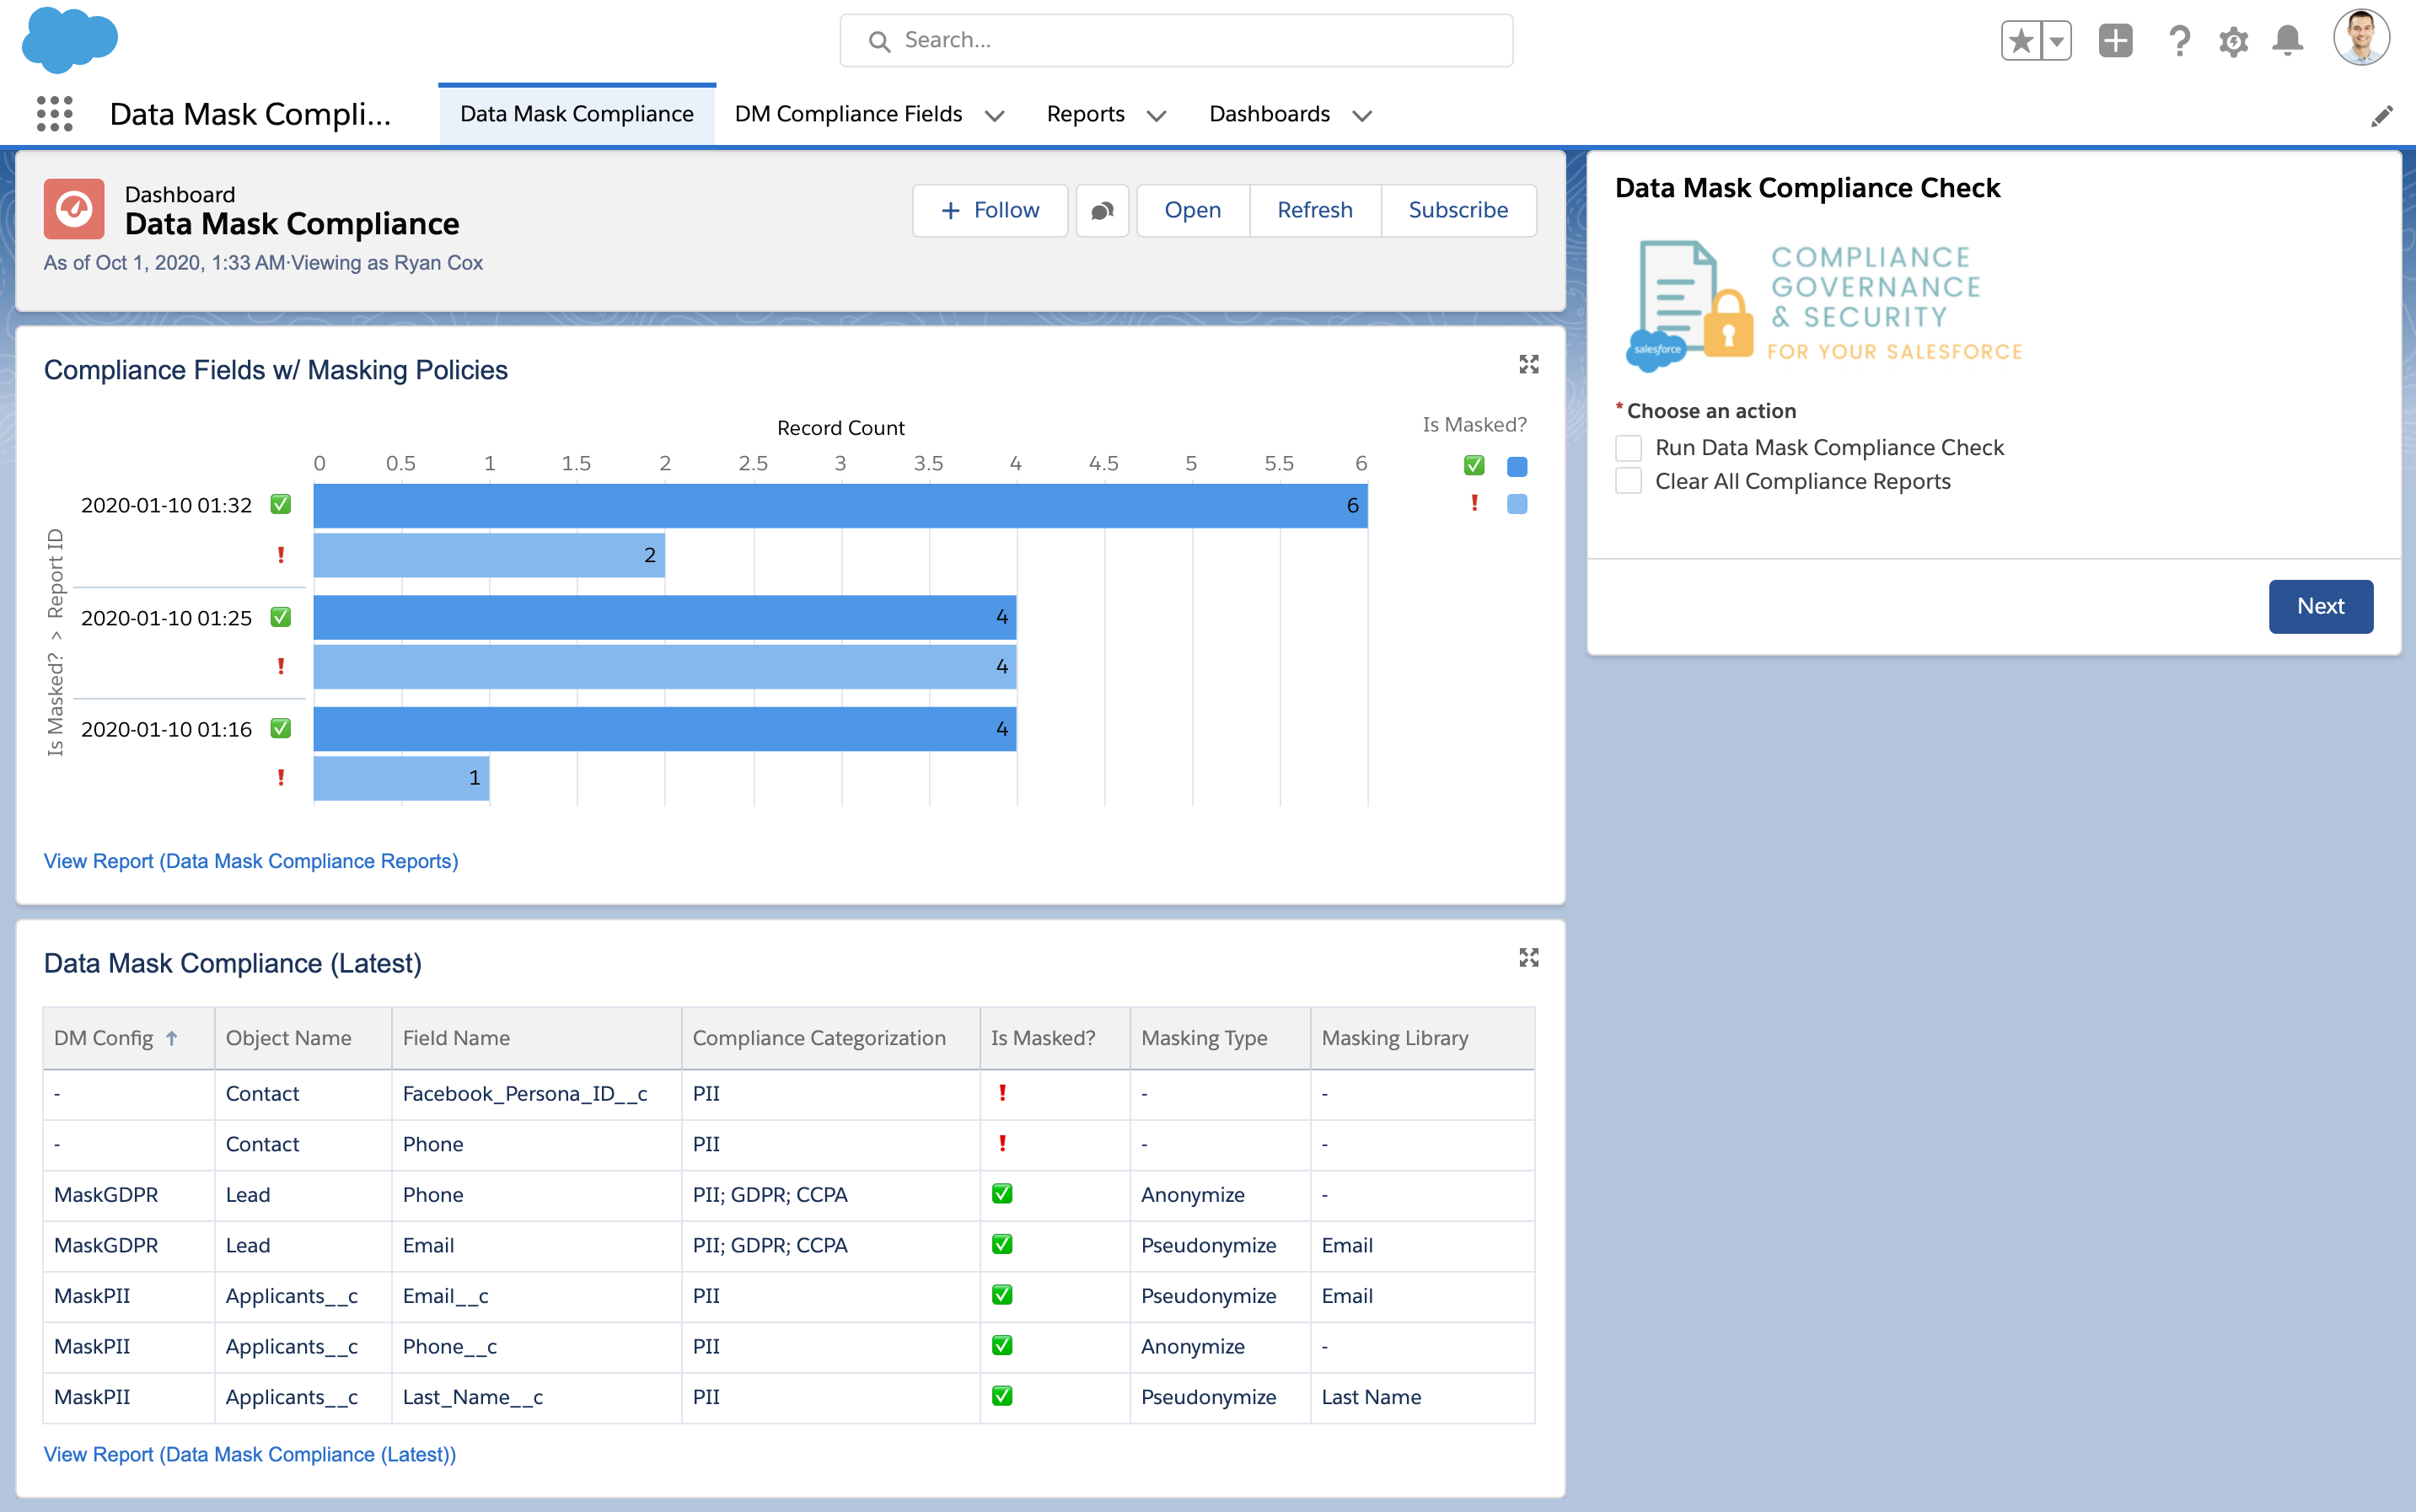 Search...
Data Mask Compli...
Data Mask Compliance
DM Compliance Fields
Reports
Dashboards
Dashboard
Data Mask Compliance
As of Oct 1, 2020, 1:33 AM·Viewing as Ryan Cox
+ Follow
Open
Refresh
Subscribe
Compliance Fields w/ Masking Policies
Record Count
0 0.5 1 1.5 2 2.5 3 3.5 4 4.5 5 5.5 6
Is Masked? > Report ID
2020-01-10 01:32 ✅ 6
❗ 2
2020-01-10 01:25 ✅ 4
❗ 4
2020-01-10 01:16 ✅ 4
❗ 1
Is Masked?
✅
❗
View Report (Data Mask Compliance Reports)
Data Mask Compliance (Latest)
DM Config ↑ Object Name Field Name Compliance Categorization Is Masked? Masking Type Masking Library
- Contact Facebook_Persona_ID__c PII ❗ - -
- Contact Phone PII ❗ - -
MaskGDPR Lead Phone PII; GDPR; CCPA ✅ Anonymize -
MaskGDPR Lead Email PII; GDPR; CCPA ✅ Pseudonymize Email
MaskPII Applicants__c Email__c PII ✅ Pseudonymize Email
MaskPII Applicants__c Phone__c PII ✅ Anonymize -
MaskPII Applicants__c Last_Name__c PII ✅ Pseudonymize Last Name
View Report (Data Mask Compliance (Latest))
Data Mask Compliance Check
salesforce
COMPLIANCE
GOVERNANCE
& SECURITY
FOR YOUR SALESFORCE
* Choose an action
Run Data Mask Compliance Check
Clear All Compliance Reports
Next